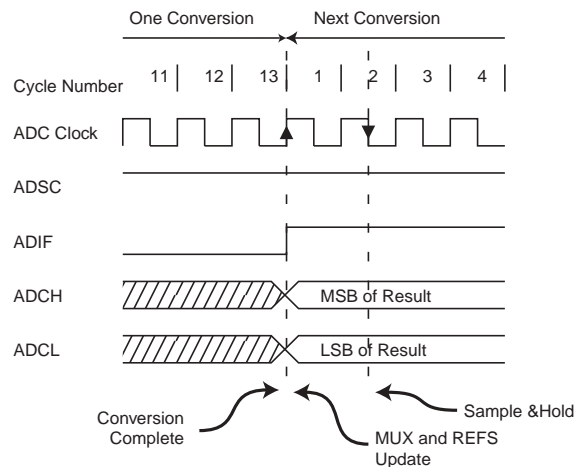 One Conversion Next Conversion
Cycle Number 11 12 13 1 2 3 4
ADC Clock
ADSC
ADIF
ADCH MSB of Result
ADCL LSB of Result
Conversion
Complete
MUX and REFS
Update
Sample &Hold